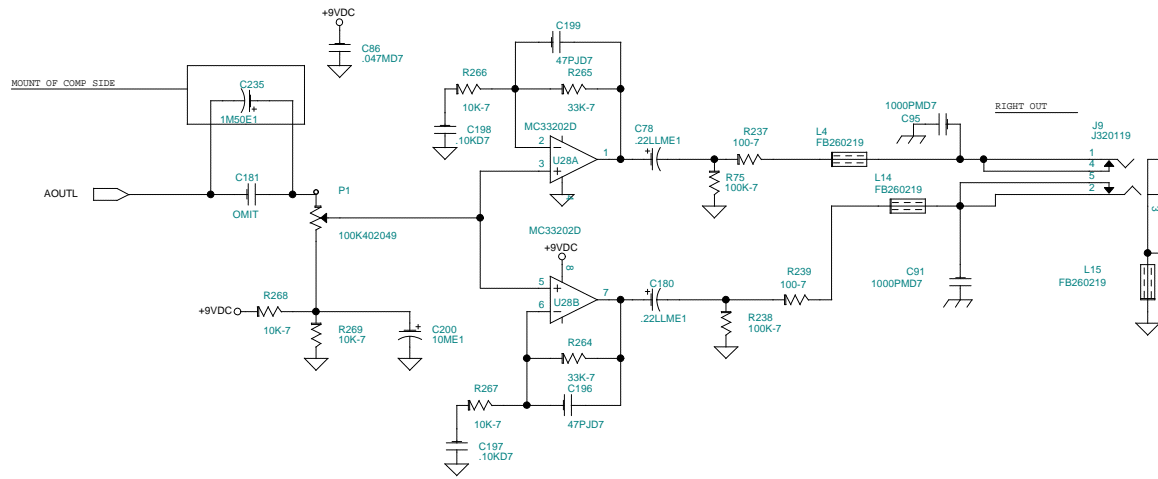 +9VDC
C86
.047MD7
MOUNT OF COMP SIDE
C235
+
1M50E1
C181
OMIT
AOUTL
P1
100K402049
+9VDC
R268
10K-7
R269
10K-7
+
C200
10ME1
C199
47PJD7
R266
10K-7
R265
33K-7
C198
.10KD7
MC33202D
2
3
U28A
1
4
C78
+
.22LLME1
R237
100-7
R75
100K-7
L4
FB260219
1000PMD7
C95
RIGHT OUT
J9
J320119
1
4
5
2
3
L14
FB260219
MC33202D
+9VDC
8
5
6
U28B
7
C180
+
.22LLME1
R239
100-7
R238
100K-7
C91
1000PMD7
L15
FB260219
R264
33K-7
R267
10K-7
C196
47PJD7
C197
.10KD7